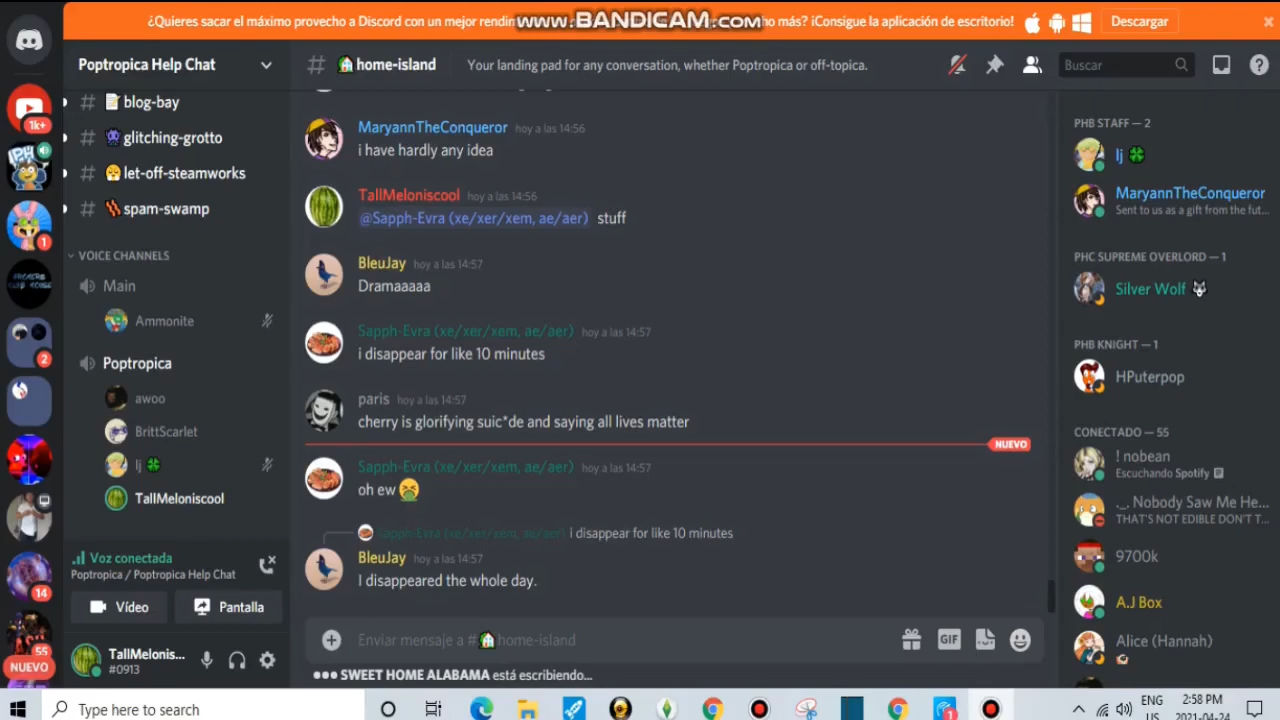 ¿Quieres sacar el máximo provecho a Discord con un mejor rendim
www.BANDICAM.com
ho más? ¡Consigue la aplicación de escritorio!
Descargar
Poptropica Help Chat
# home-island
Your landing pad for any conversation, whether Poptropica or off-topica.
Buscar
# blog-bay
# glitching-grotto
# let-off-steamworks
# spam-swamp
VOICE CHANNELS
Main
Ammonite
Poptropica
awoo
BrittScarlet
lj
TallMeloniscool
Voz conectada
Poptropica / Poptropica Help Chat
Vídeo
Pantalla
TallMelonis...
#0913
1k+
1
2
14
55
NUEVO
MaryannTheConqueror hoy a las 14:56
i have hardly any idea
TallMeloniscool hoy a las 14:56
@Sapph-Evra (xe/xer/xem, ae/aer) stuff
BleuJay hoy a las 14:57
Dramaaaaa
Sapph-Evra (xe/xer/xem, ae/aer) hoy a las 14:57
i disappear for like 10 minutes
paris hoy a las 14:57
cherry is glorifying suic*de and saying all lives matter
NUEVO
Sapph-Evra (xe/xer/xem, ae/aer) hoy a las 14:57
oh ew
Sapph-Evra (xe/xer/xem, ae/aer) i disappear for like 10 minutes
BleuJay hoy a las 14:57
I disappeared the whole day.
Enviar mensaje a # home-island
GIF
SWEET HOME ALABAMA está escribiendo...
PHB STAFF — 2
lj
MaryannTheConqueror
Sent to us as a gift from the fut...
PHC SUPREME OVERLORD — 1
Silver Wolf
PHB KNIGHT — 1
HPuterpop
CONECTADO — 55
! nobean
Escuchando Spotify
._. Nobody Saw Me He...
THAT'S NOT EDIBLE DON'T T...
9700k
A.J Box
Alice (Hannah)
Type here to search
1
ENG
US
2:58 PM
2021-04-24